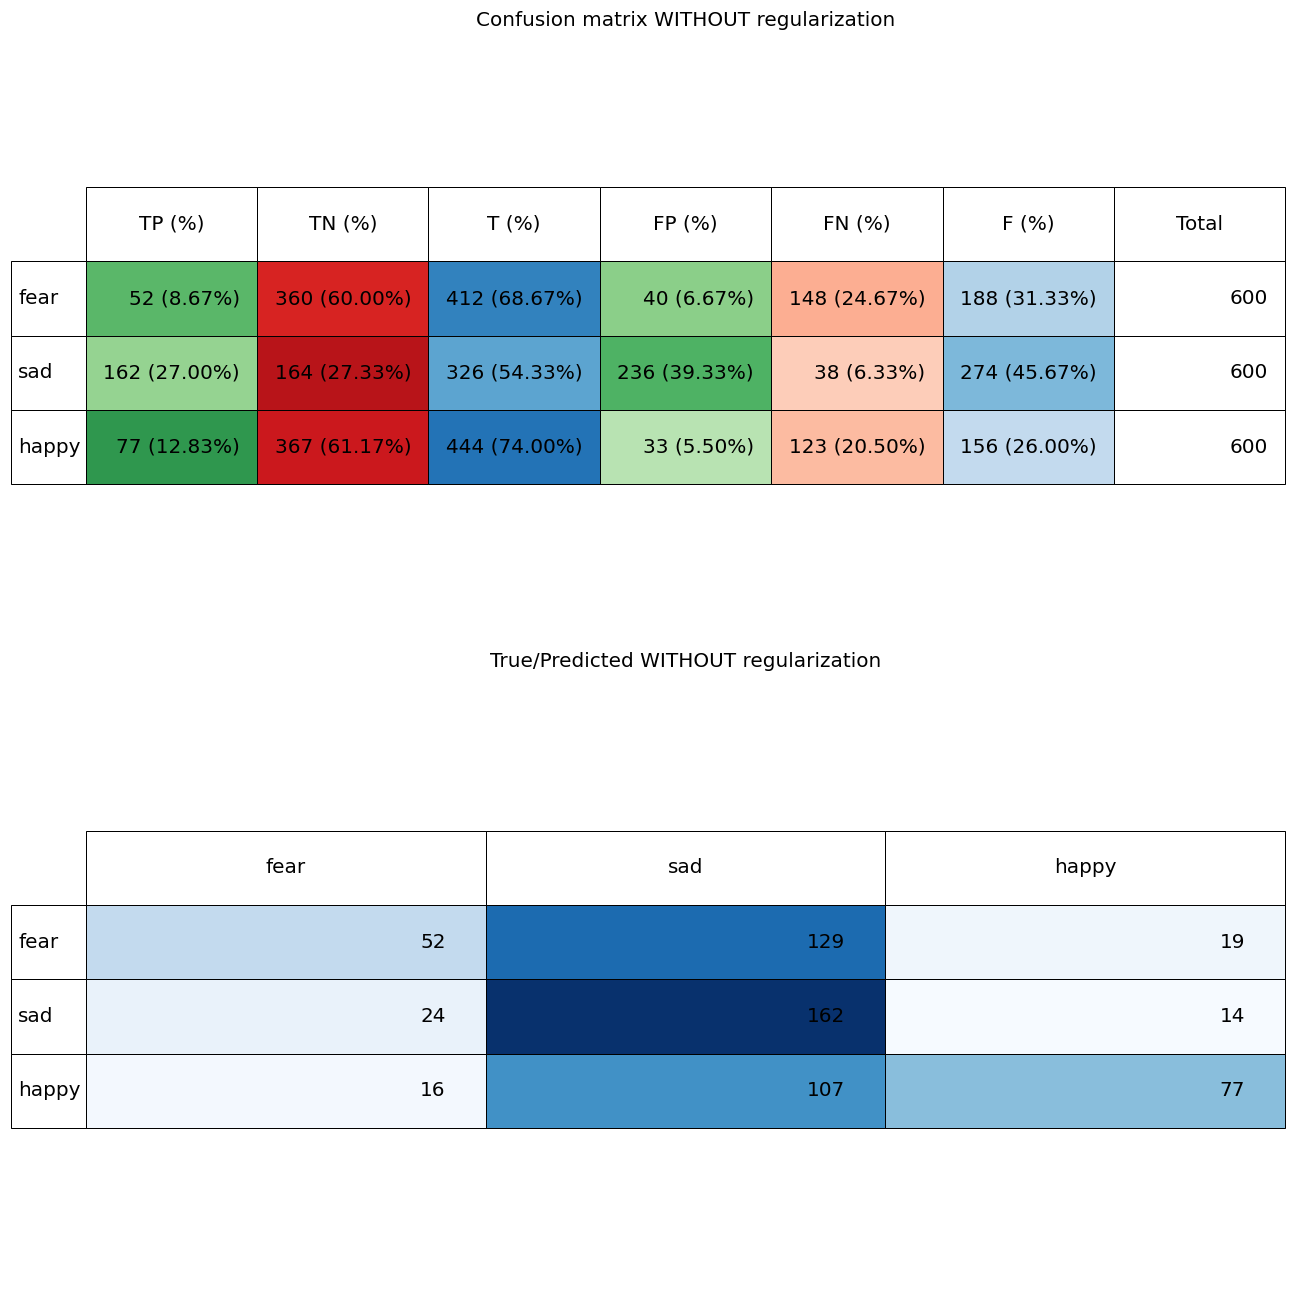 Confusion matrix WITHOUT regularization
TP (%) TN (%) T (%) FP (%) FN (%) F (%) Total
fear 52 (8.67%) 360 (60.00%) 412 (68.67%) 40 (6.67%) 148 (24.67%) 188 (31.33%) 600
sad 162 (27.00%) 164 (27.33%) 326 (54.33%) 236 (39.33%) 38 (6.33%) 274 (45.67%) 600
happy 77 (12.83%) 367 (61.17%) 444 (74.00%) 33 (5.50%) 123 (20.50%) 156 (26.00%) 600
True/Predicted WITHOUT regularization
fear sad happy
fear 52 129 19
sad 24 162 14
happy 16 107 77